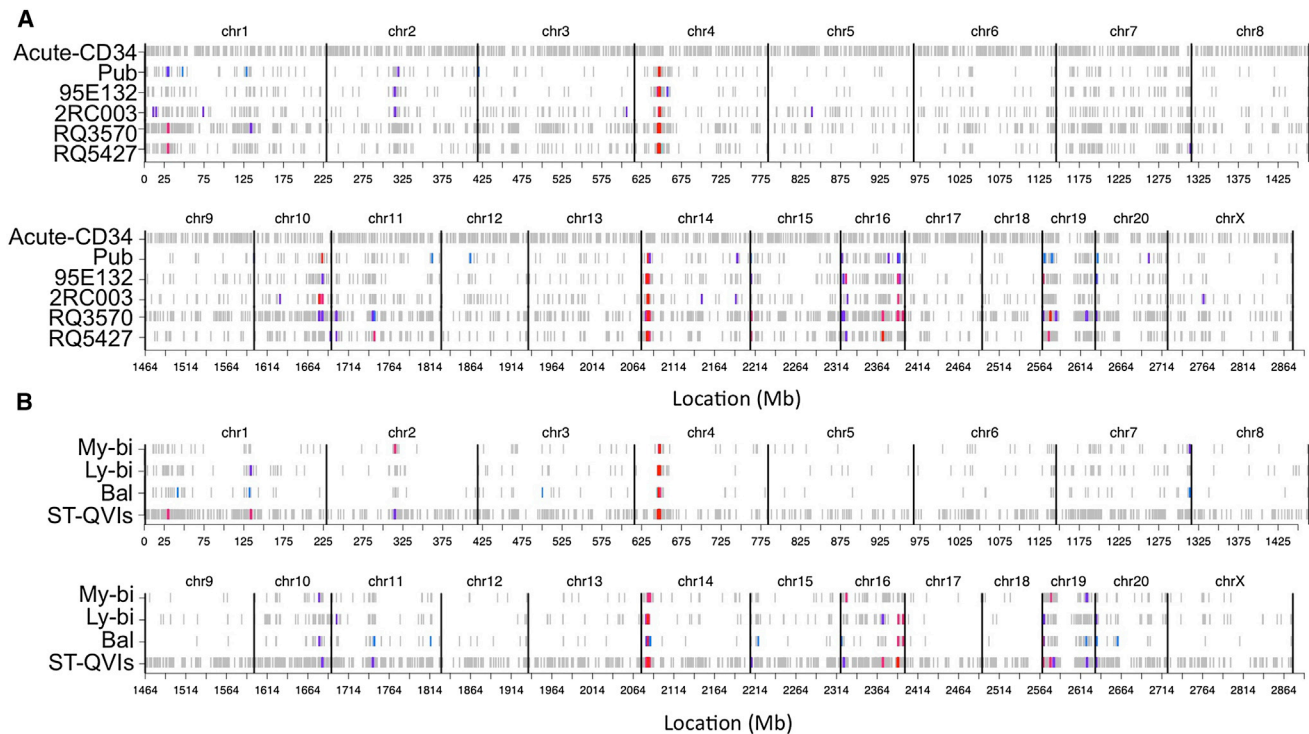 A
chr1 chr2 chr3 chr4 chr5 chr6 chr7 chr8
Acute-CD34
Pub
95E132
2RC003
RQ3570
RQ5427
0 25 75 125 175 225 275 325 375 425 475 525 575 625 675 725 775 825 875 925 975 1025 1075 1125 1175 1225 1275 1325 1375 1425
chr9 chr10 chr11 chr12 chr13 chr14 chr15 chr16 chr17 chr18 chr19 chr20 chrX
Acute-CD34
Pub
95E132
2RC003
RQ3570
RQ5427
1464 1514 1564 1614 1664 1714 1764 1814 1864 1914 1964 2014 2064 2114 2164 2214 2264 2314 2364 2414 2464 2514 2564 2614 2664 2714 2764 2814 2864
Location (Mb)
B
chr1 chr2 chr3 chr4 chr5 chr6 chr7 chr8
My-bi
Ly-bi
Bal
ST-QVIs
0 25 75 125 175 225 275 325 375 425 475 525 575 625 675 725 775 825 875 925 975 1025 1075 1125 1175 1225 1275 1325 1375 1425
chr9 chr10 chr11 chr12 chr13 chr14 chr15 chr16 chr17 chr18 chr19 chr20 chrX
My-bi
Ly-bi
Bal
ST-QVIs
1464 1514 1564 1614 1664 1714 1764 1814 1864 1914 1964 2014 2064 2114 2164 2214 2264 2314 2364 2414 2464 2514 2564 2614 2664 2714 2764 2814 2864
Location (Mb)